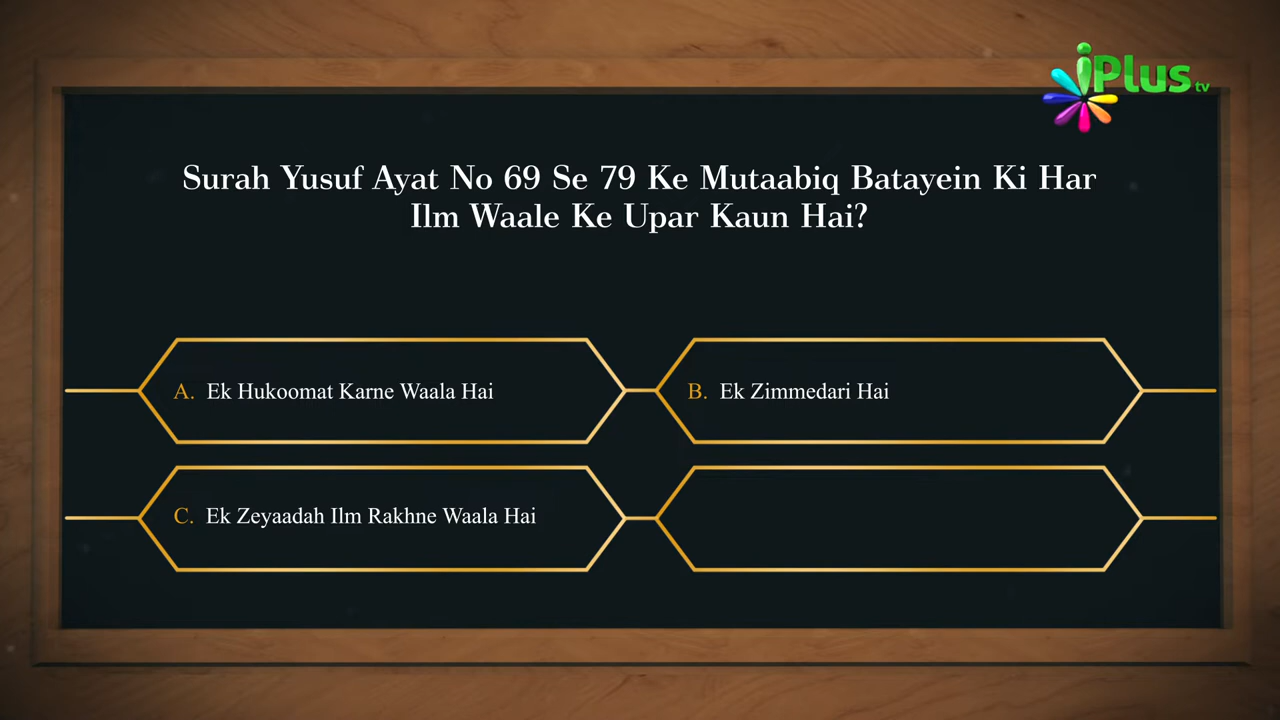 iPlus tv
Surah Yusuf Ayat No 69 Se 79 Ke Mutaabiq Batayein Ki Har
Ilm Waale Ke Upar Kaun Hai?
A. Ek Hukoomat Karne Waala Hai
B. Ek Zimmedari Hai
C. Ek Zeyaadah Ilm Rakhne Waala Hai